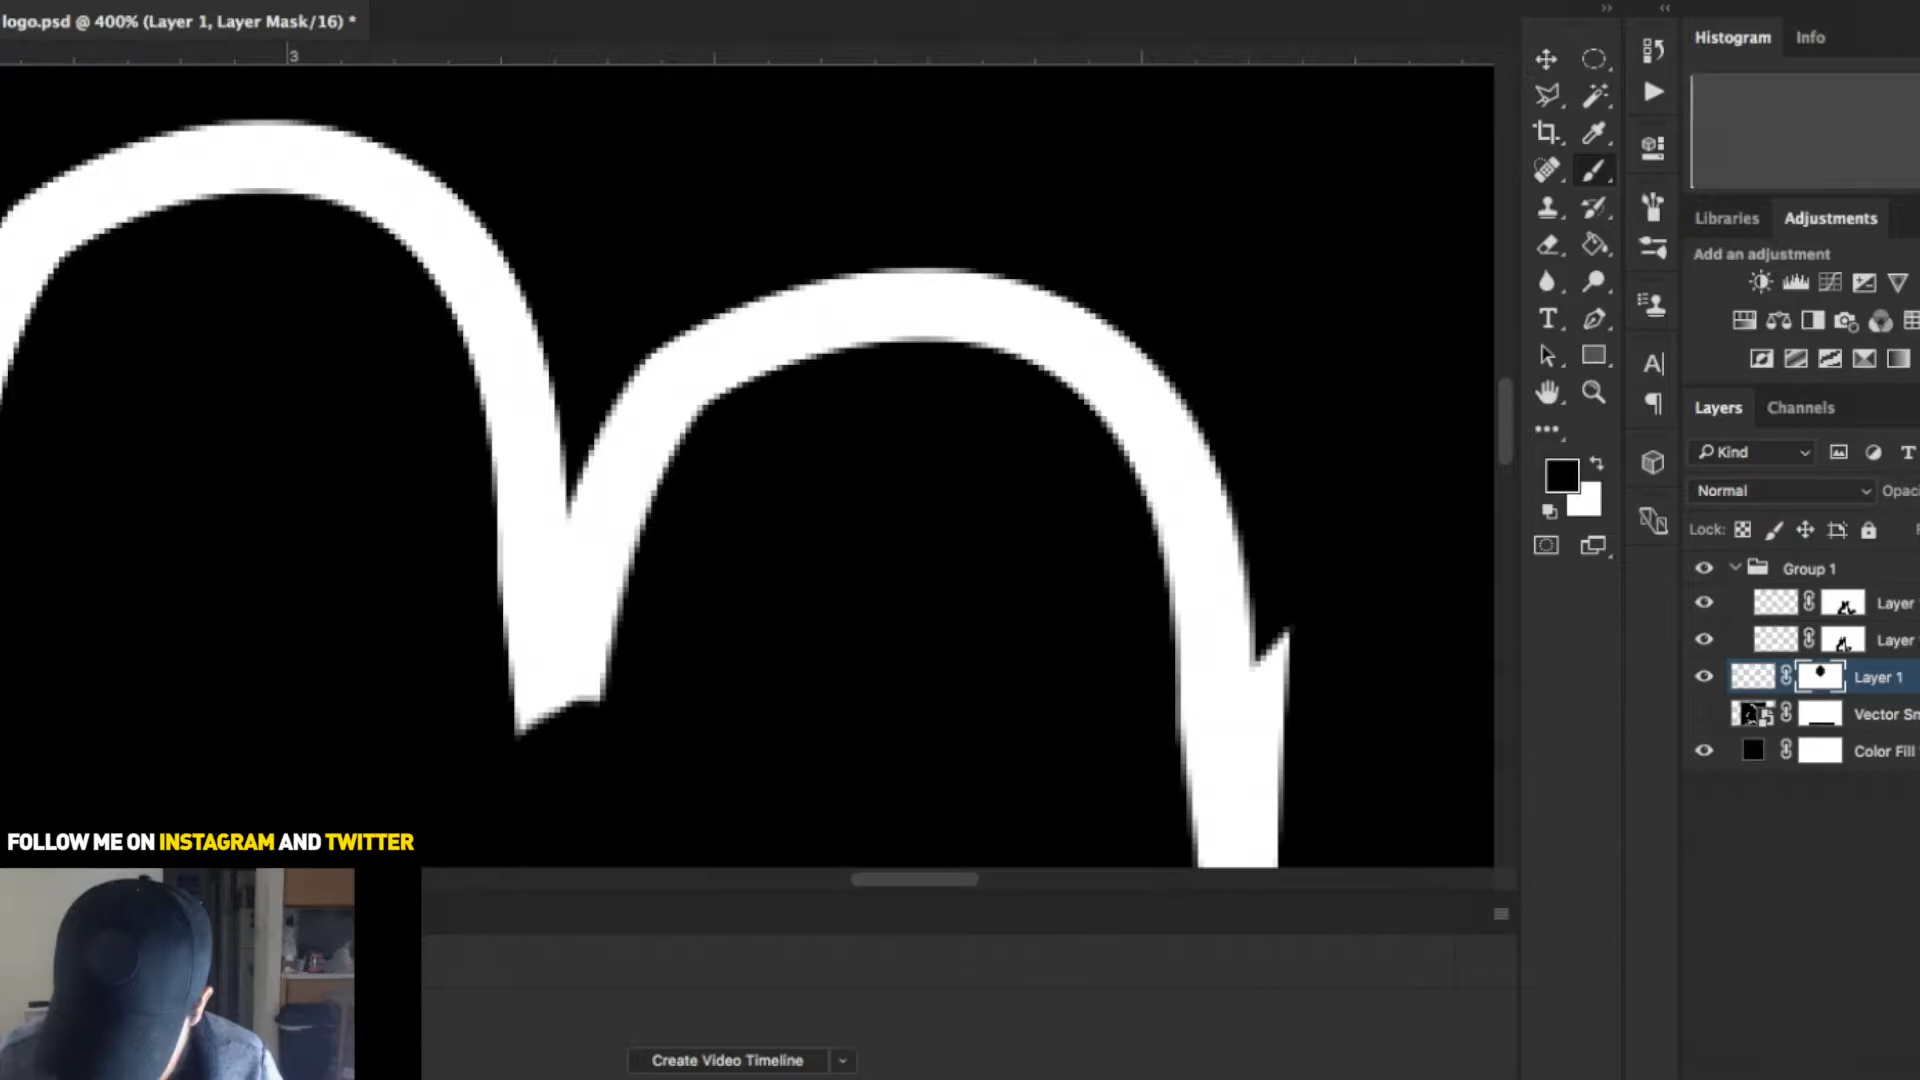 logo.psd @ 400% (Layer 1, Layer Mask/16) *
3
Histogram
Info
Libraries
Adjustments
Add an adjustment
Layers
Channels
Kind
Normal
Opac
Lock:
Group 1
Layer
Layer
Layer 1
Vector Sm
Color Fill
FOLLOW ME ON INSTAGRAM AND TWITTER
Create Video Timeline